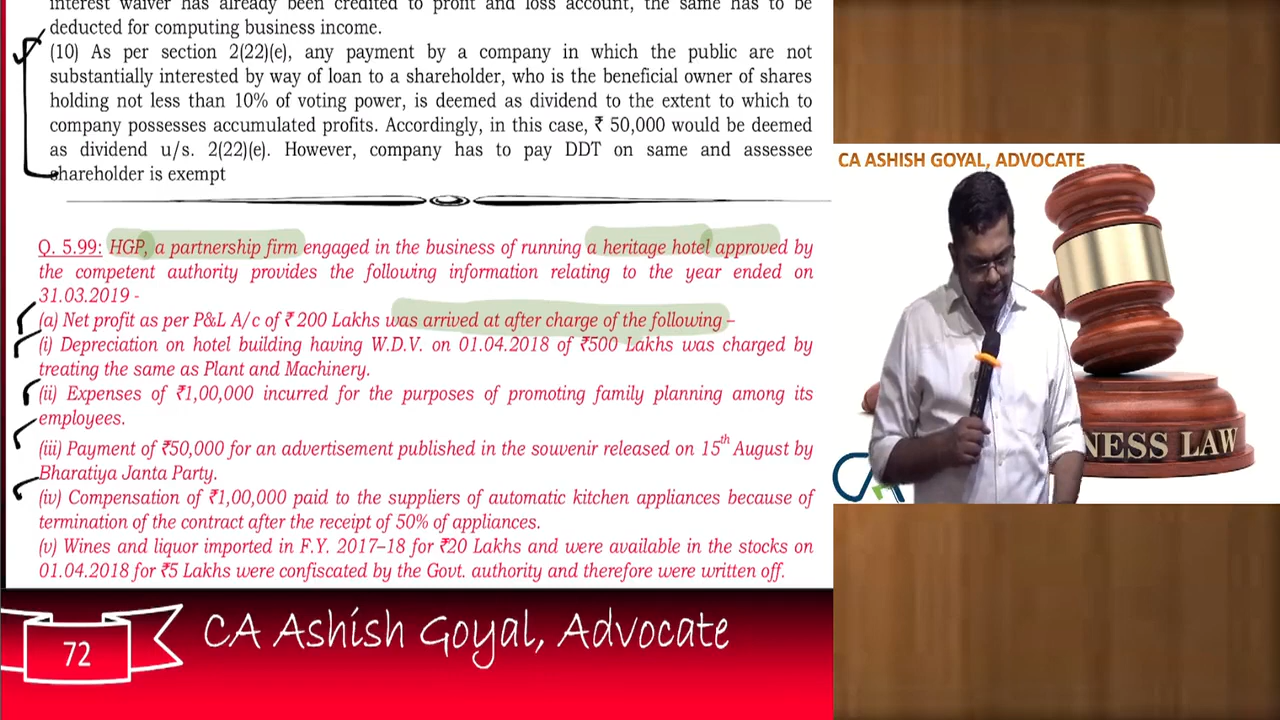 interest waiver has already been credited to profit and loss account, the same has to be
deducted for computing business income.
(10) As per section 2(22)(e), any payment by a company in which the public are not
substantially interested by way of loan to a shareholder, who is the beneficial owner of shares
holding not less than 10% of voting power, is deemed as dividend to the extent to which to
company possesses accumulated profits. Accordingly, in this case, ₹ 50,000 would be deemed
as dividend u/s. 2(22)(e). However, company has to pay DDT on same and assessee
shareholder is exempt
CA ASHISH GOYAL, ADVOCATE
Q. 5.99: HGP, a partnership firm engaged in the business of running a heritage hotel approved by
the competent authority provides the following information relating to the year ended on
31.03.2019 -
(a) Net profit as per P&L A/c of ₹ 200 Lakhs was arrived at after charge of the following –
(i) Depreciation on hotel building having W.D.V. on 01.04.2018 of ₹500 Lakhs was charged by
treating the same as Plant and Machinery.
(ii) Expenses of ₹1,00,000 incurred for the purposes of promoting family planning among its
employees.
(iii) Payment of ₹50,000 for an advertisement published in the souvenir released on 15th August by
Bharatiya Janta Party.
(iv) Compensation of ₹1,00,000 paid to the suppliers of automatic kitchen appliances because of
termination of the contract after the receipt of 50% of appliances.
(v) Wines and liquor imported in F.Y. 2017–18 for ₹20 Lakhs and were available in the stocks on
01.04.2018 for ₹5 Lakhs were confiscated by the Govt. authority and therefore were written off.
NESS LAW
72
CA Ashish Goyal, Advocate